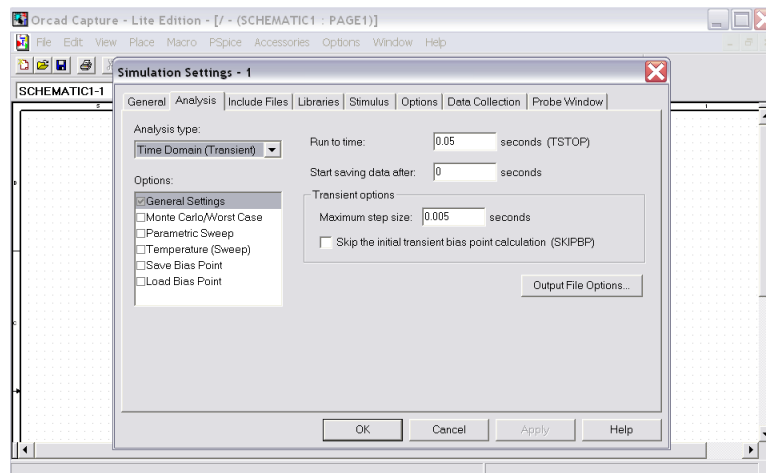 Orcad Capture - Lite Edition - [/ - (SCHEMATIC1 : PAGE1)]
File Edit View Place Macro PSpice Accessories Options Window Help
SCHEMATIC1-1
Simulation Settings - 1
General Analysis Include Files Libraries Stimulus Options Data Collection Probe Window
Analysis type:
Time Domain (Transient)
Options:
General Settings
Monte Carlo/Worst Case
Parametric Sweep
Temperature (Sweep)
Save Bias Point
Load Bias Point
Run to time: 0.05 seconds (TSTOP)
Start saving data after: 0 seconds
Transient options
Maximum step size: 0.005 seconds
Skip the initial transient bias point calculation (SKIPBP)
Output File Options...
OK Cancel Apply Help